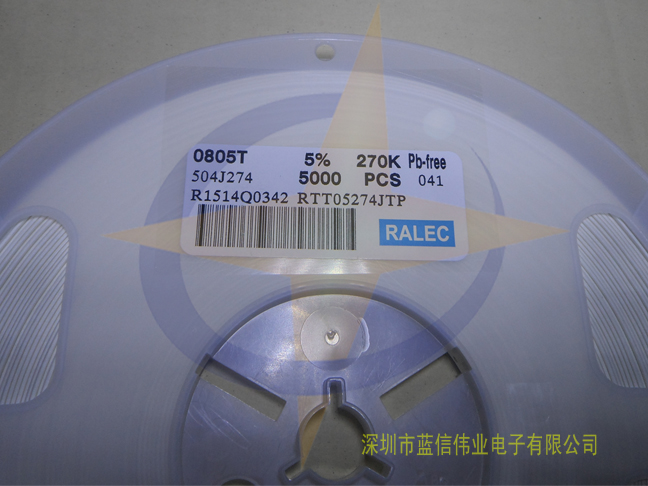 0805T 5% 270K Pb-free
504J274 5000 PCS 041
R1514Q0342 RTT05274JTP
RALEC
深圳市蓝信伟业电子有限公司